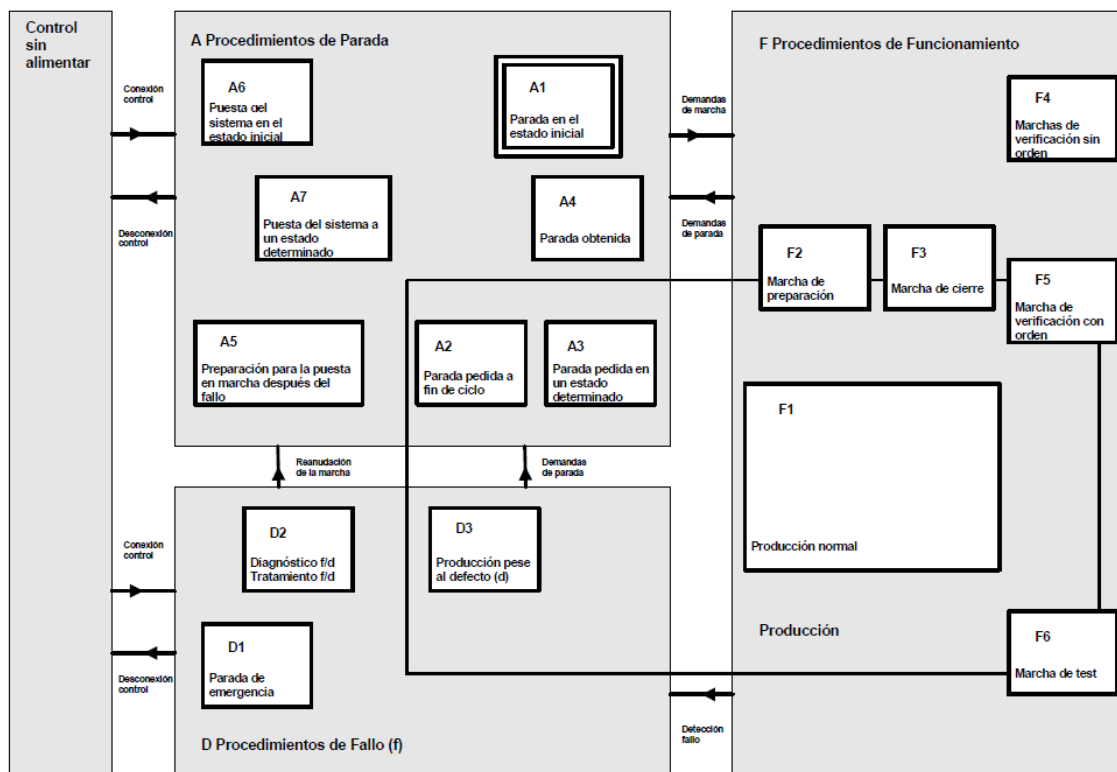 Control
sin
alimentar
A Procedimientos de Parada
F Procedimientos de Funcionamiento
Conexión
control
Desconexión
control
A6
Puesta del
sistema en el
estado inicial
A1
Parada en el
estado inicial
Demandas
de marcha
Demandas
de parada
F4
Marchas de
verificación sin
orden
A7
Puesta del sistema a
un estado
determinado
A4
Parada obtenida
F2
Marcha de
preparación
F3
Marcha de cierre
F5
Marcha de
verificación con
orden
A5
Preparación para la puesta
en marcha después del
fallo
A2
Parada pedida a
fin de ciclo
A3
Parada pedida en
un estado
determinado
F1
Producción normal
Reanudación
de la marcha
Demandas
de parada
Conexión
control
Desconexión
control
D2
Diagnóstico f/d
Tratamiento f/d
D3
Producción pese
al defecto (d)
D1
Parada de
emergencia
Producción
F6
Marcha de test
Detección
fallo
D Procedimientos de Fallo (f)